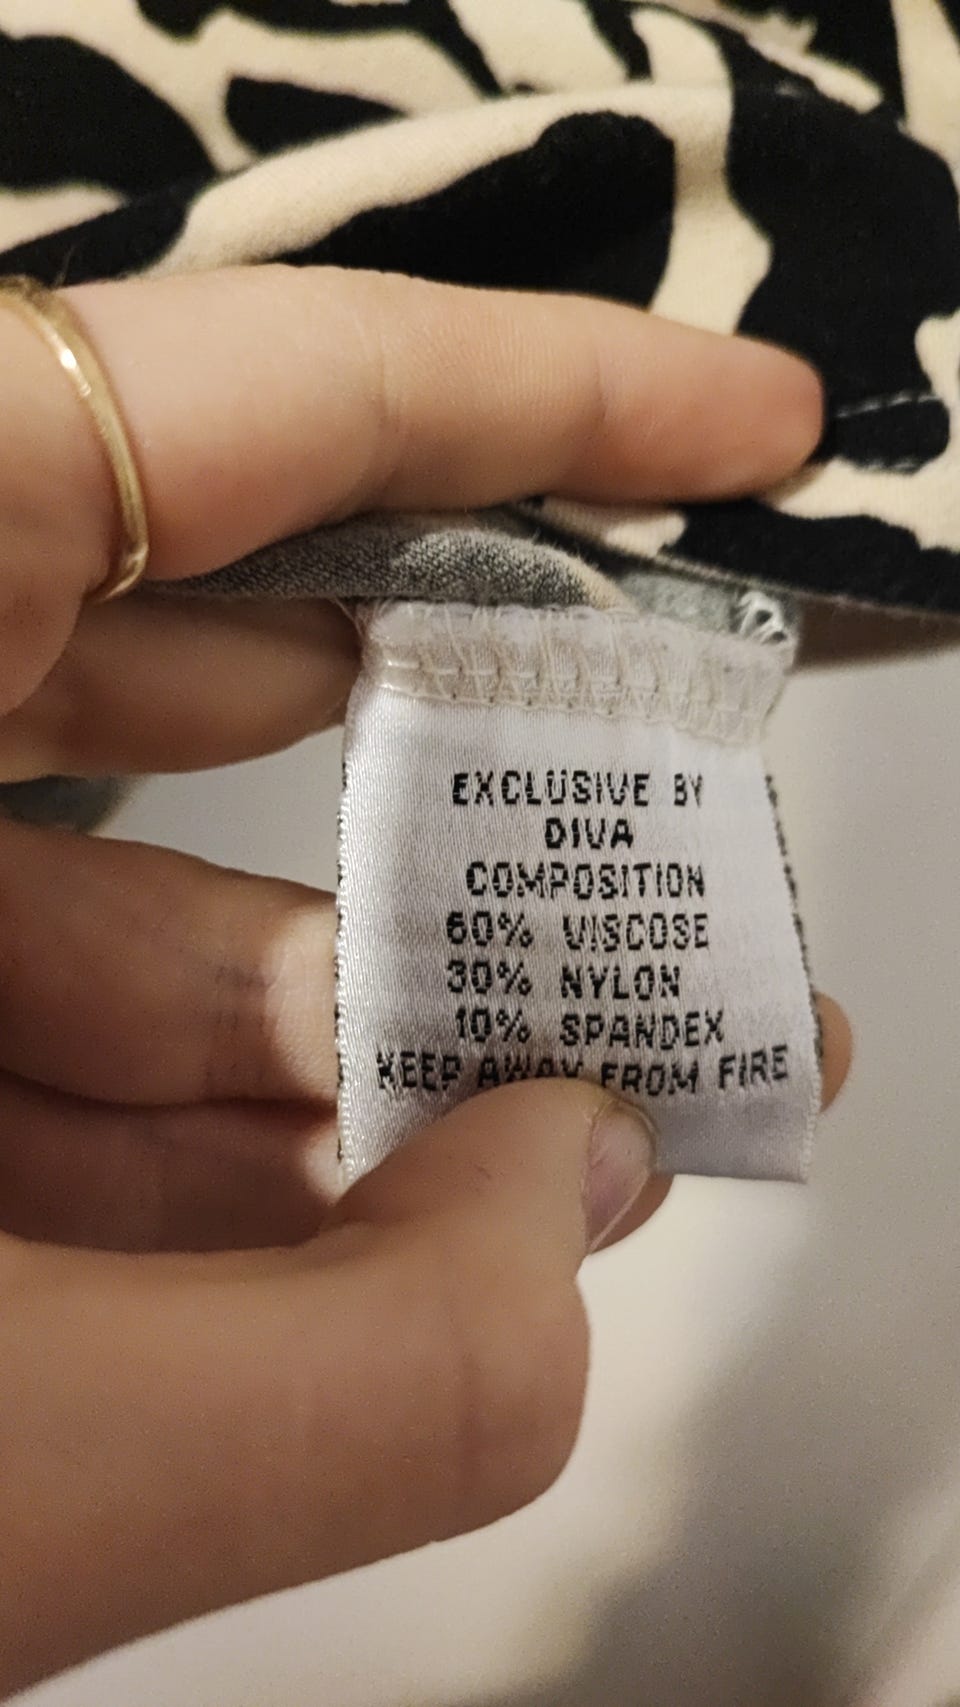 EXCLUSIVE BY
DIVA
COMPOSITION
60% VISCOSE
30% NYLON
10% SPANDEX
KEEP AWAY FROM FIRE